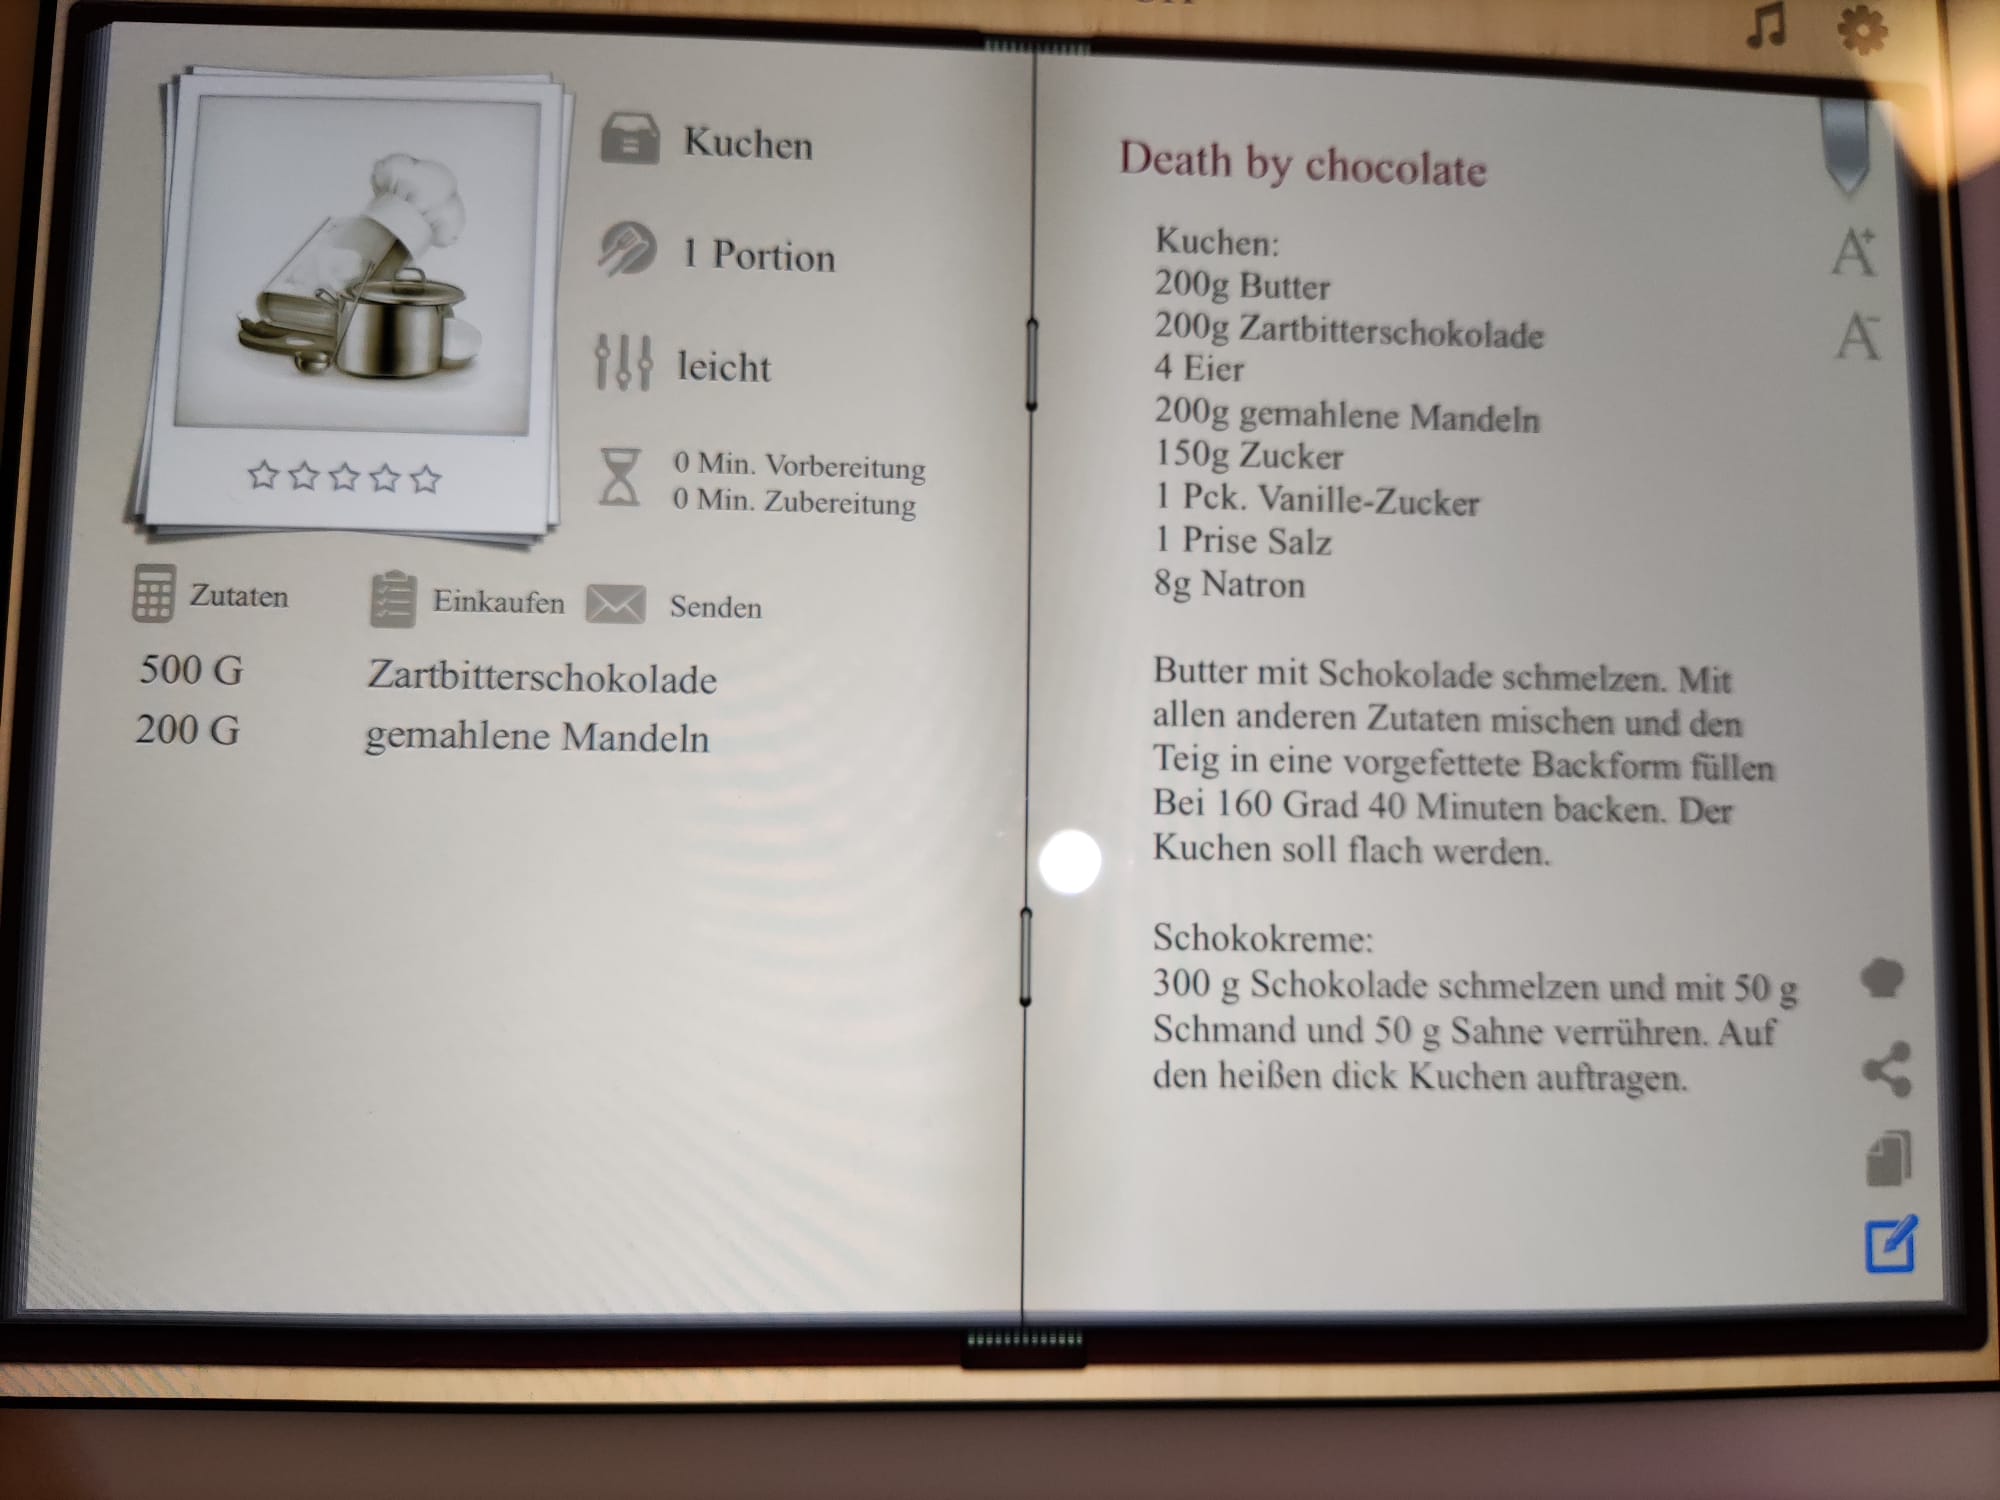 Kuchen
1 Portion
leicht
0 Min. Vorbereitung
0 Min. Zubereitung
Zutaten
Einkaufen
Senden
500 G Zartbitterschokolade
200 G gemahlene Mandeln
Death by chocolate
A+
A-
Kuchen:
200g Butter
200g Zartbitterschokolade
4 Eier
200g gemahlene Mandeln
150g Zucker
1 Pck. Vanille-Zucker
1 Prise Salz
8g Natron
Butter mit Schokolade schmelzen. Mit
allen anderen Zutaten mischen und den
Teig in eine vorgefettete Backform füllen
Bei 160 Grad 40 Minuten backen. Der
Kuchen soll flach werden.
Schokokreme:
300 g Schokolade schmelzen und mit 50 g
Schmand und 50 g Sahne verrühren. Auf
den heißen dick Kuchen auftragen.